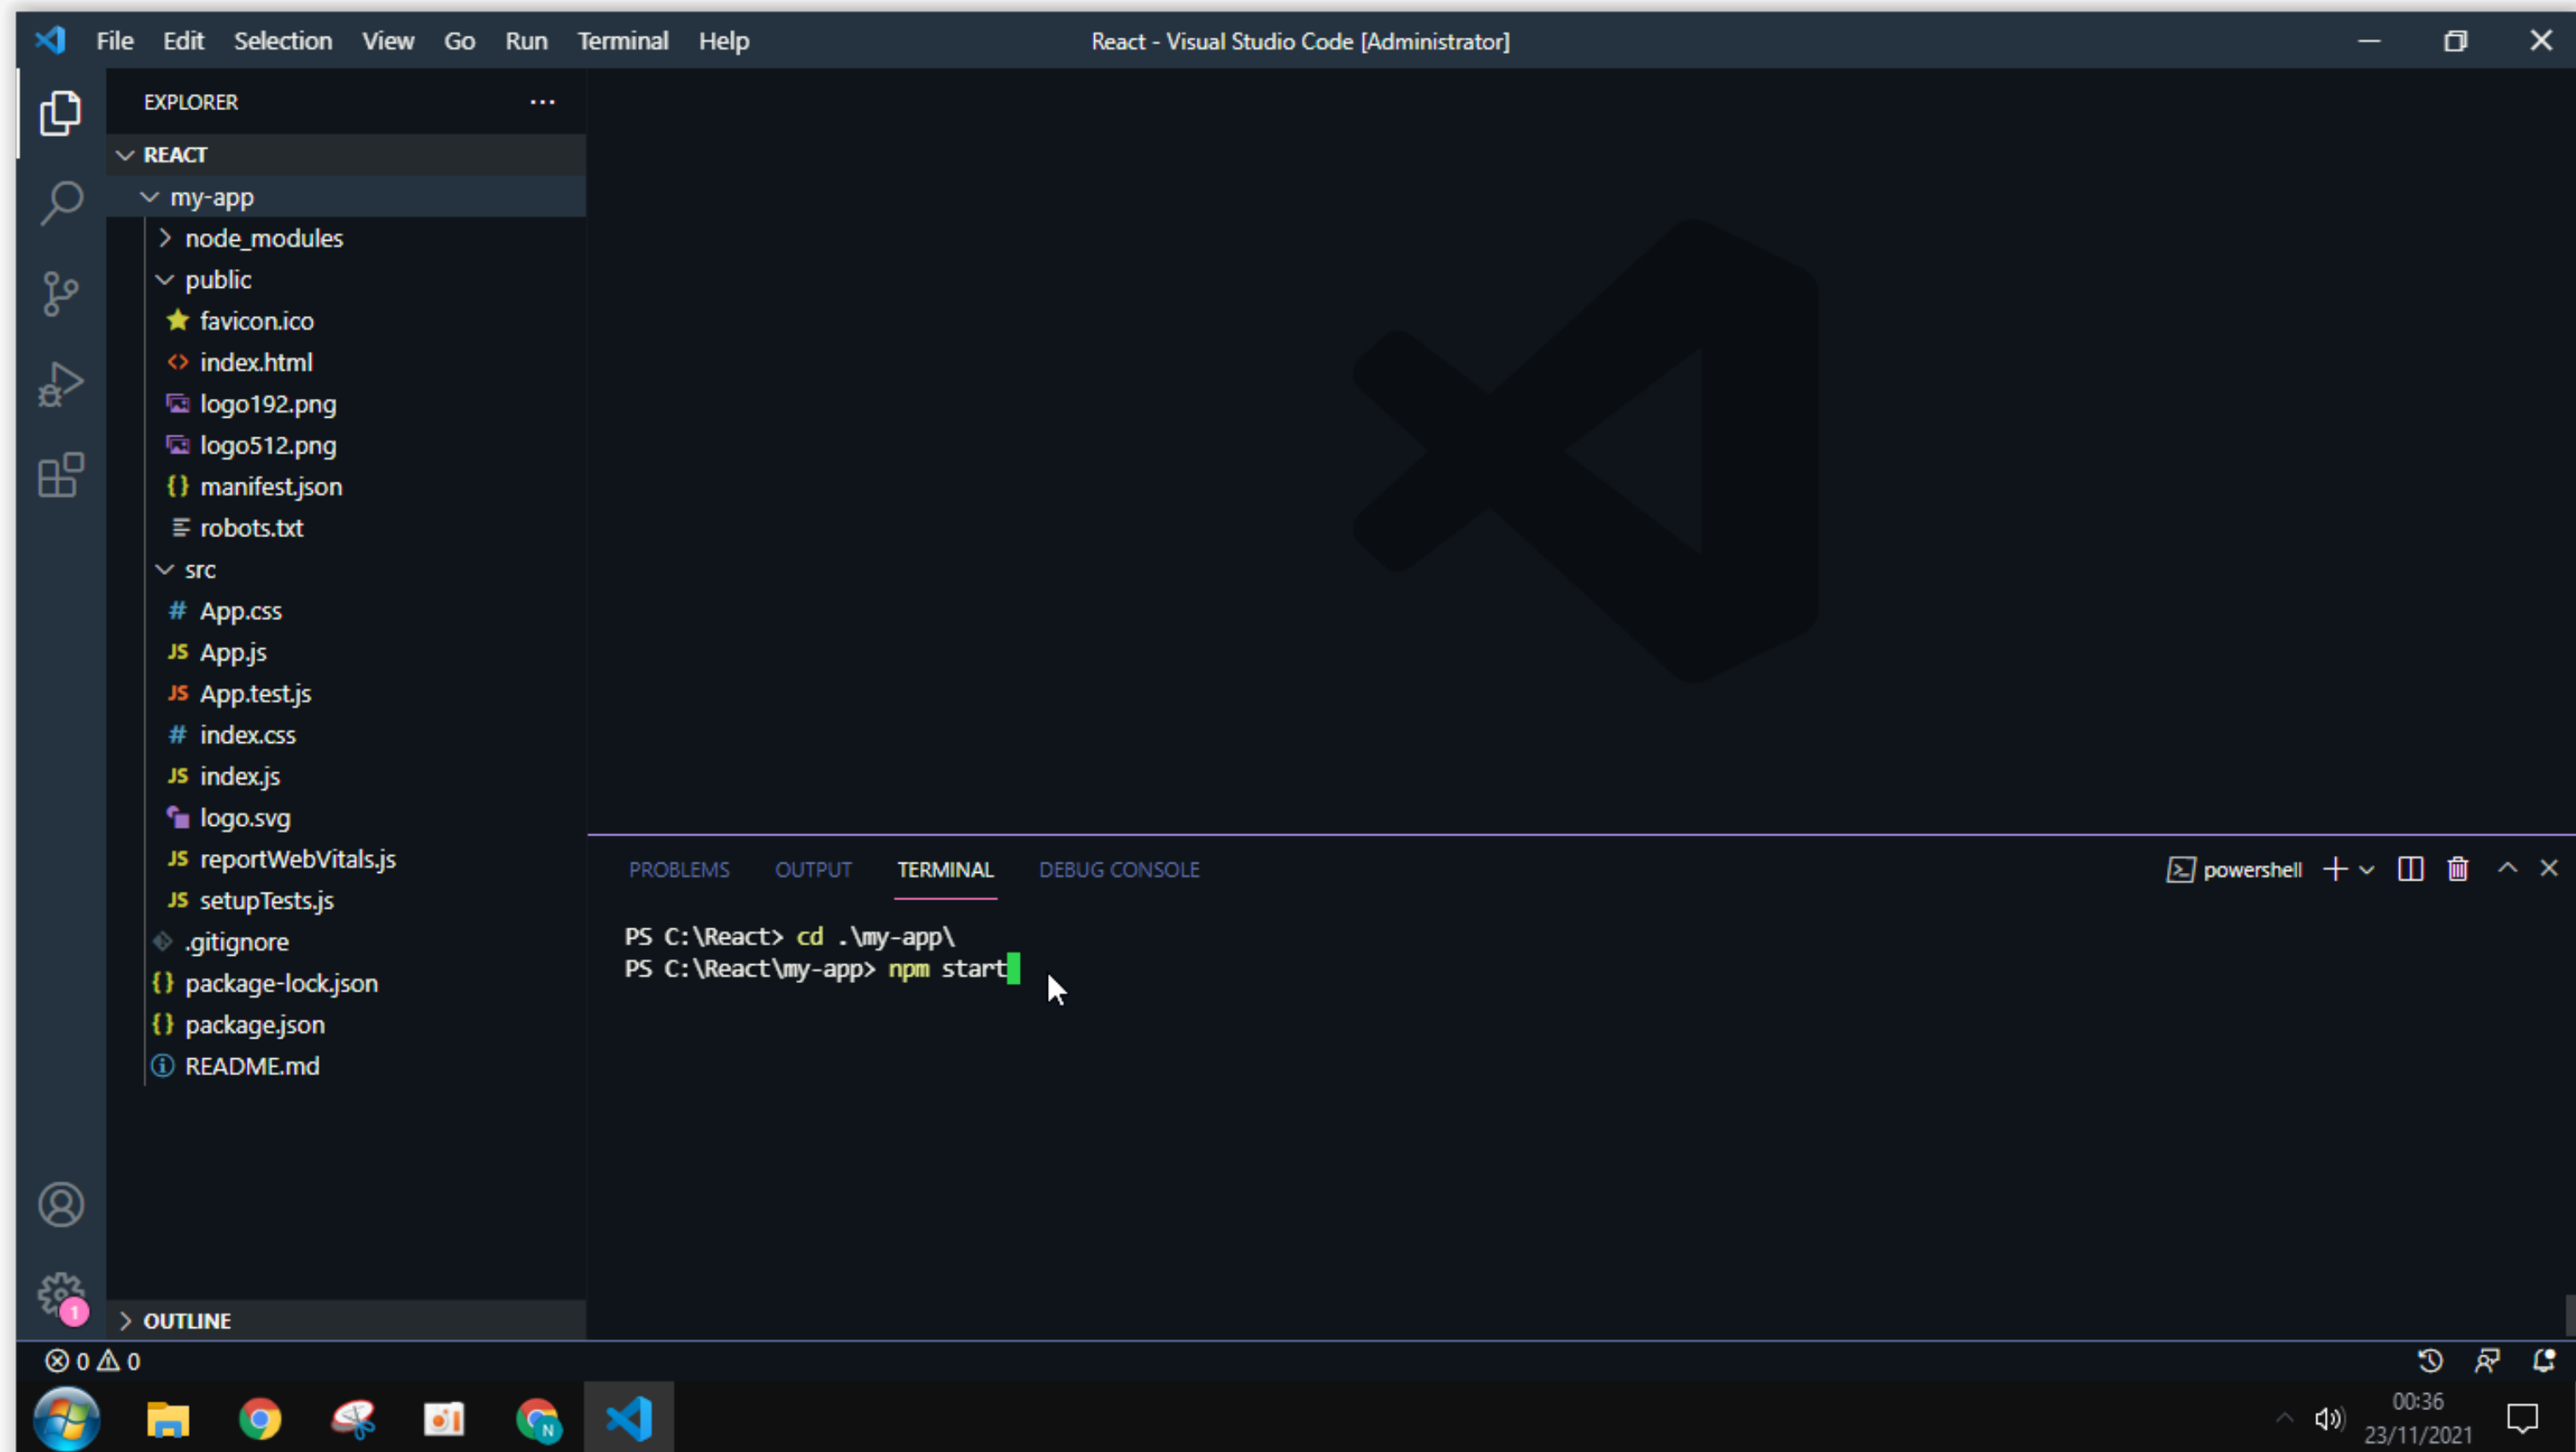 File Edit Selection View Go Run Terminal Help
React - Visual Studio Code [Administrator]
EXPLORER
REACT
my-app
node_modules
public
favicon.ico
index.html
logo192.png
logo512.png
manifest.json
robots.txt
src
App.css
App.js
App.test.js
index.css
index.js
logo.svg
reportWebVitals.js
setupTests.js
.gitignore
package-lock.json
package.json
README.md
OUTLINE
PROBLEMS OUTPUT TERMINAL DEBUG CONSOLE
powershell
PS C:\React> cd .\my-app\
PS C:\React\my-app> npm start
1
0 0
N
00:36
23/11/2021